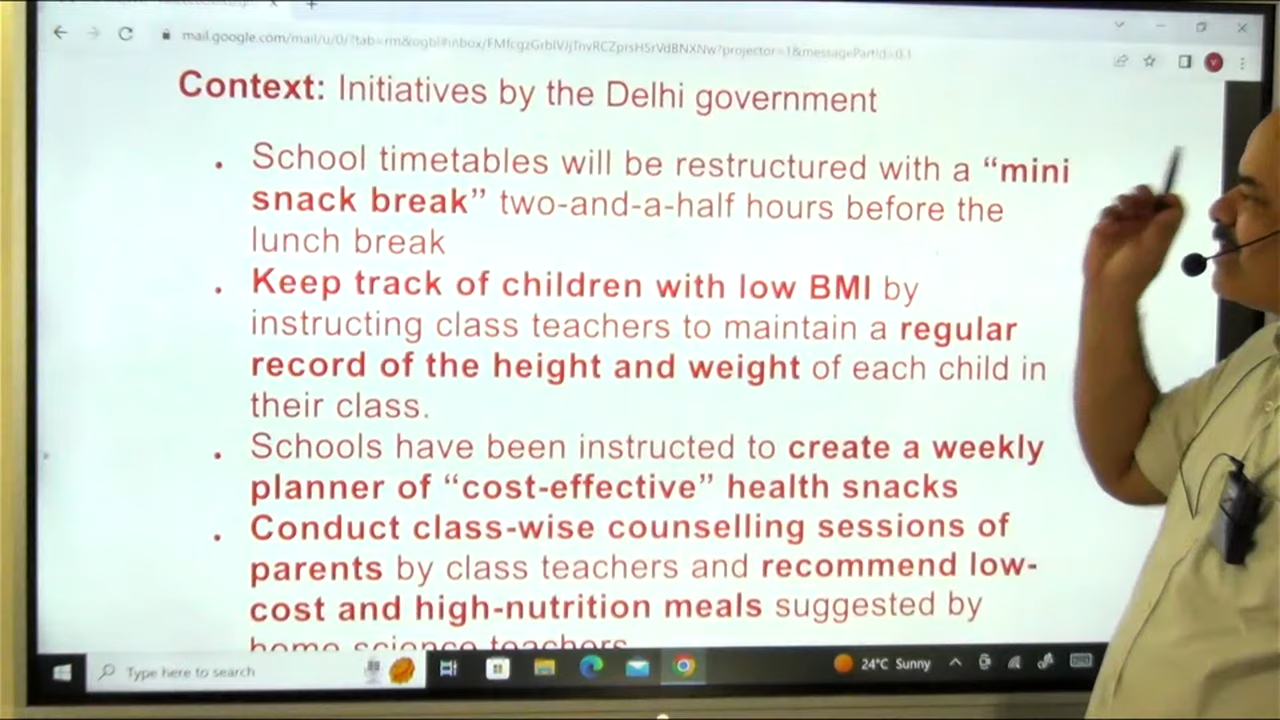 Context: Initiatives by the Delhi government
. School timetables will be restructured with a “mini
snack break” two-and-a-half hours before the
lunch break
. Keep track of children with low BMI by
instructing class teachers to maintain a regular
record of the height and weight of each child in
their class.
. Schools have been instructed to create a weekly
planner of “cost-effective” health snacks
. Conduct class-wise counselling sessions of
parents by class teachers and recommend low-
cost and high-nutrition meals suggested by
home science teachers
Type here to search
24°C Sunny